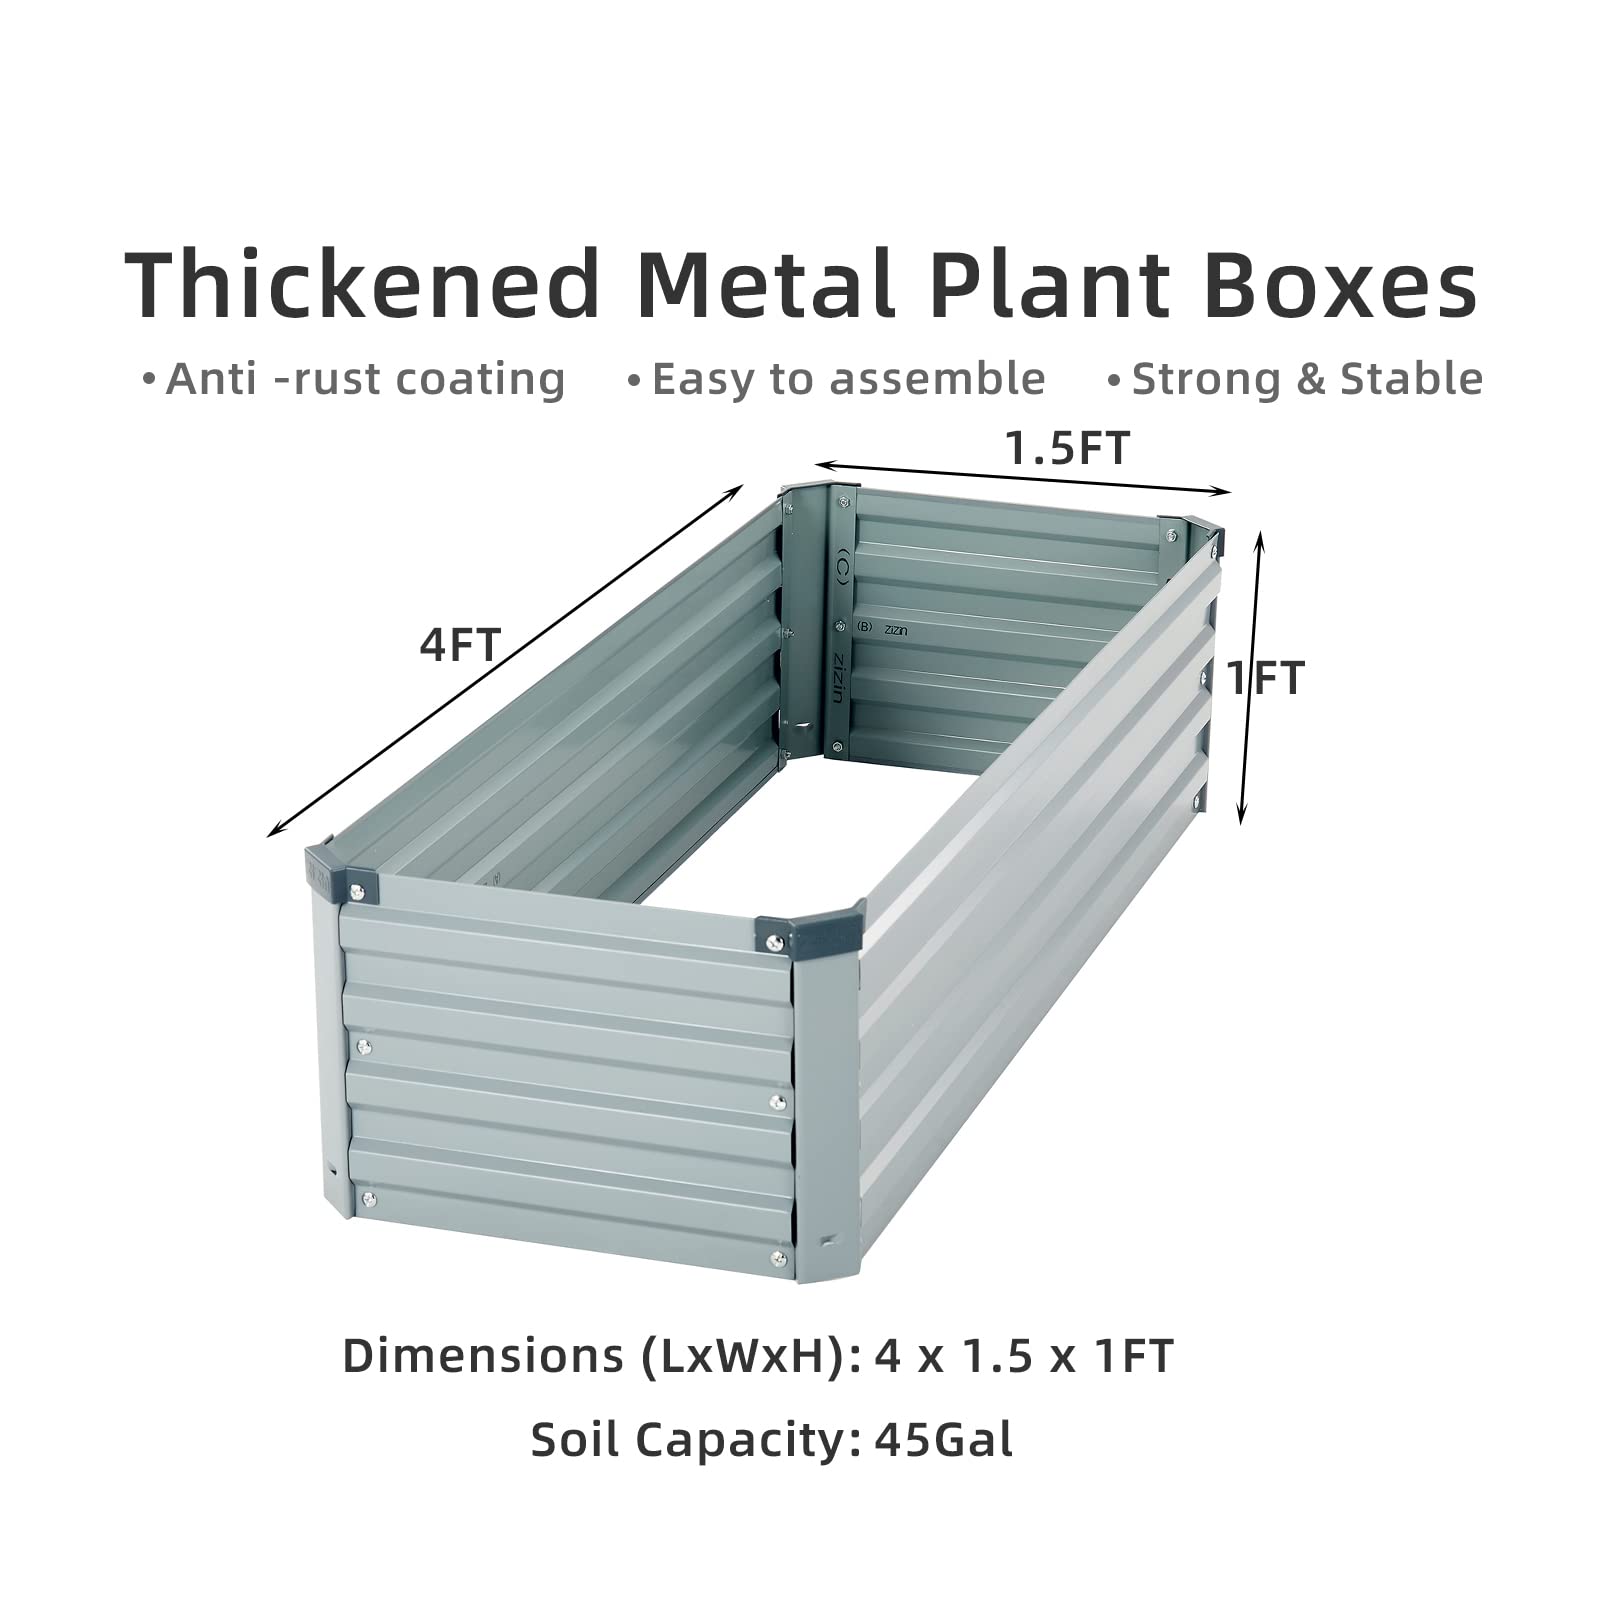 Thickened Metal Plant Boxes
• Anti -rust coating • Easy to assemble • Strong & Stable
1.5FT
4FT
1FT
(C)
zizin
(B) zizin
Dimensions (LxWxH): 4 x 1.5 x 1FT
Soil Capacity: 45Gal